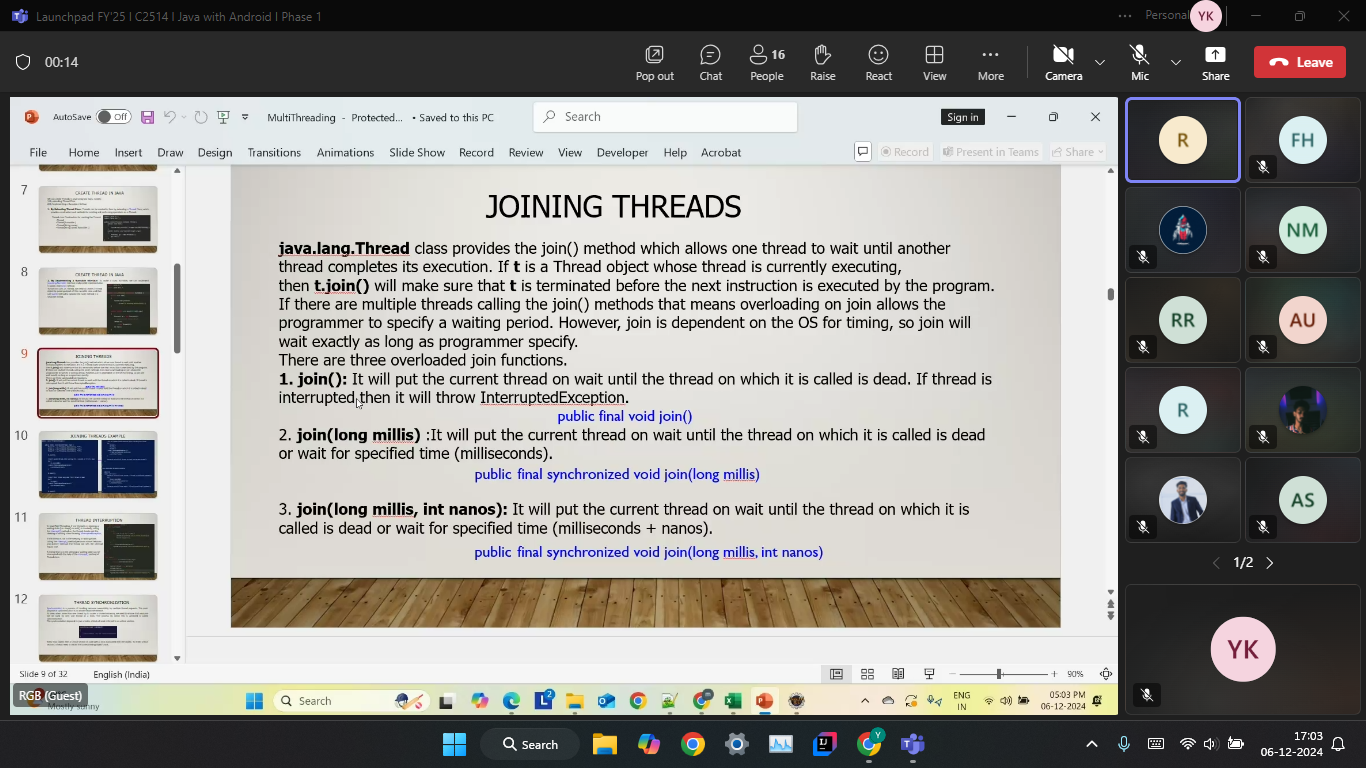 Launchpad FY'25 | C2514 | Java with Android | Phase 1
Personal
YK
00:14
Pop out
Chat
16
People
Raise
React
View
More
Camera
Mic
Share
Leave
AutoSave
Off
MultiThreading - Protected... • Saved to this PC
Search
Sign in
File
Home
Insert
Draw
Design
Transitions
Animations
Slide Show
Record
Review
View
Developer
Help
Acrobat
Record
Present in Teams
Share
7
CREATE THREAD IN JAVA
8
CREATE THREAD IN JAVA
9
JOINING THREADS
10
JOINING THREADS EXAMPLE
11
THREAD INTERRUPTION
12
THREAD SYNCHRONIZATION
JOINING THREADS
java.lang.Thread class provides the join() method which allows one thread to wait until another
thread completes its execution. If t is a Thread object whose thread is currently executing,
then t.join() will make sure that t is terminated before the next instruction is executed by the program.
If there are multiple threads calling the join() methods that means overloading on join allows the
programmer to specify a waiting period. However, join is dependent on the OS for timing, so join will
wait exactly as long as programmer specify.
There are three overloaded join functions.
1. join(): It will put the current thread on wait until the thread on which it is called is dead. If thread is
interrupted then it will throw InterrupedException.
public final void join()
2. join(long millis) :It will put the current thread on wait until the thread on which it is called is dead
or wait for specified time (milliseconds).
public final synchronized void join(long millis)
3. join(long millis, int nanos): It will put the current thread on wait until the thread on which it is
called is dead or wait for specified time (milliseconds + nanos).
public final synchronized void join(long millis, int nanos)
Slide 9 of 32
English (India)
90%
RGB (Guest)
Mostly sunny
Search
2
ENG
IN
05:03 PM
06-12-2024
R
FH
NM
RR
AU
R
AS
1/2
YK
Search
Y
17:03
06-12-2024